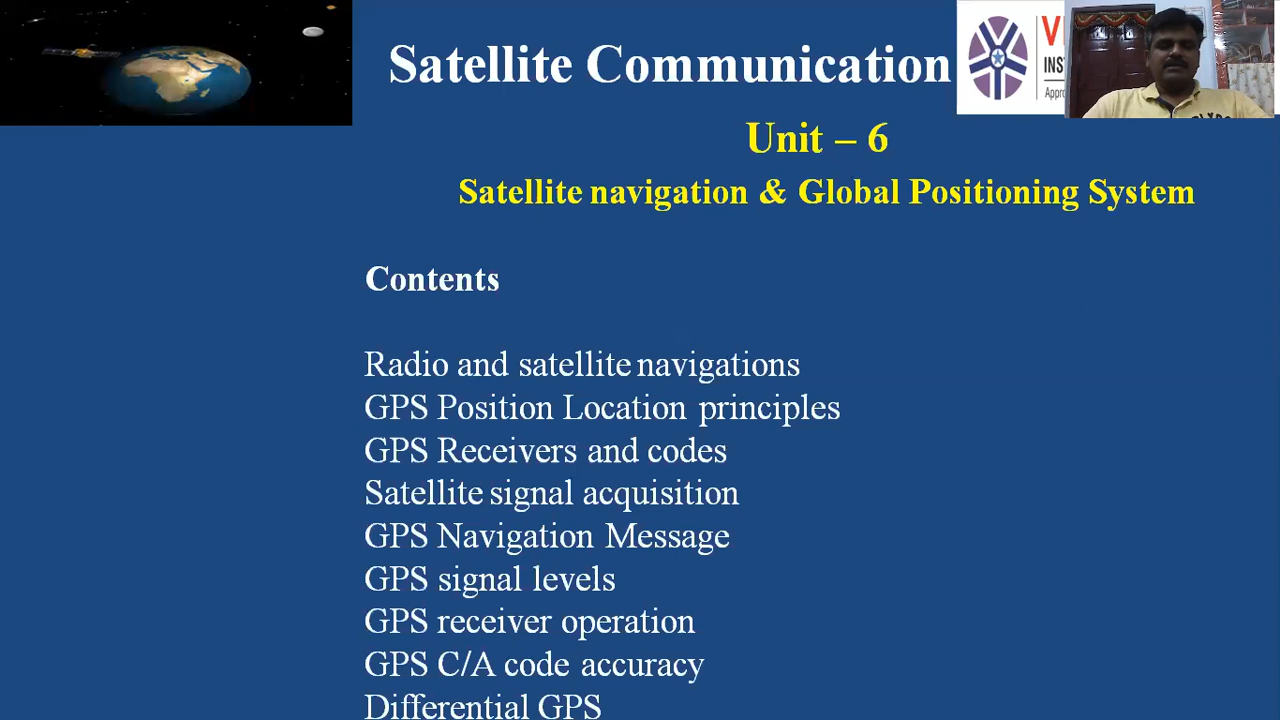 Satellite Communication
Unit – 6
Satellite navigation & Global Positioning System
Contents
Radio and satellite navigations
GPS Position Location principles
GPS Receivers and codes
Satellite signal acquisition
GPS Navigation Message
GPS signal levels
GPS receiver operation
GPS C/A code accuracy
Differential GPS